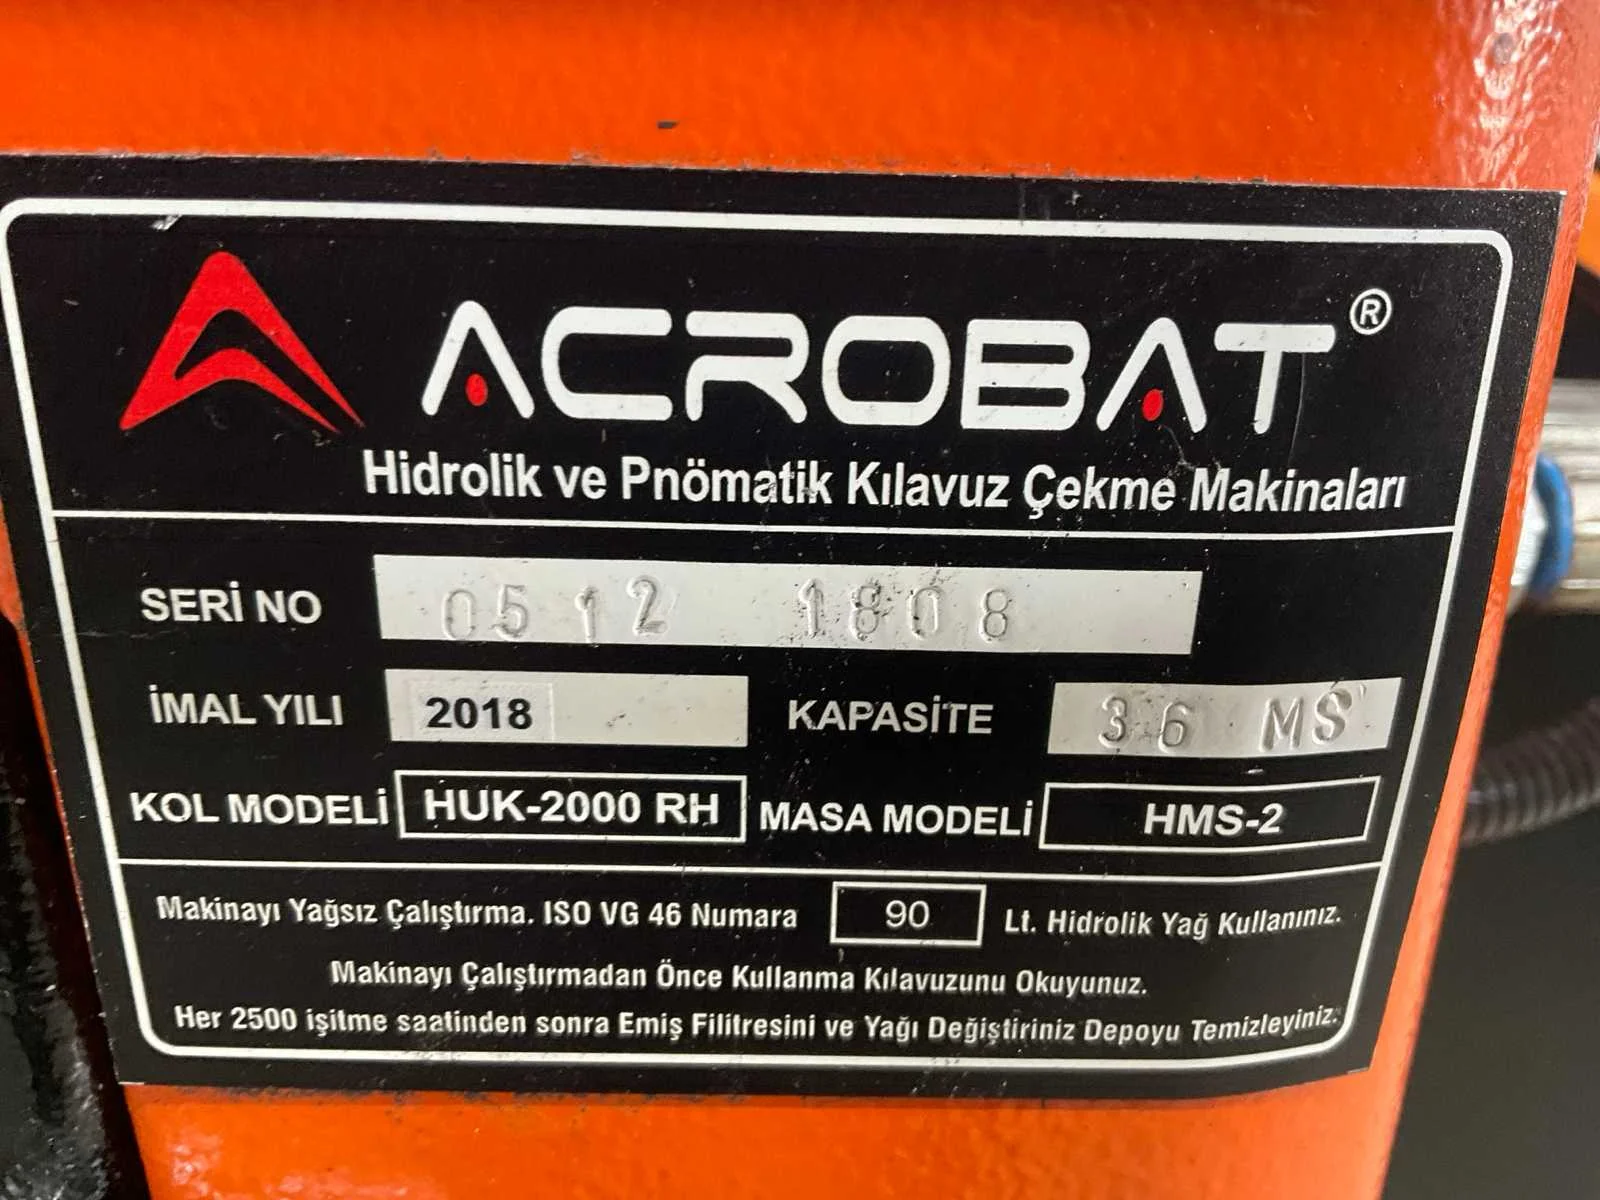 ACROBAT®
Hidrolik ve Pnömatik Kılavuz Çekme Makinaları
SERİ NO 0512 1808
İMAL YILI 2018 KAPASİTE 36 MS
KOL MODELİ HUK-2000 RH MASA MODELİ HMS-2
Makinayı Yağsız Çalıştırma. ISO VG 46 Numara 90 Lt. Hidrolik Yağ Kullanınız.
Makinayı Çalıştırmadan Önce Kullanma Kılavuzunu Okuyunuz.
Her 2500 işitme saatinden sonra Emiş Filitresini ve Yağı Değiştiriniz Depoyu Temizleyiniz.